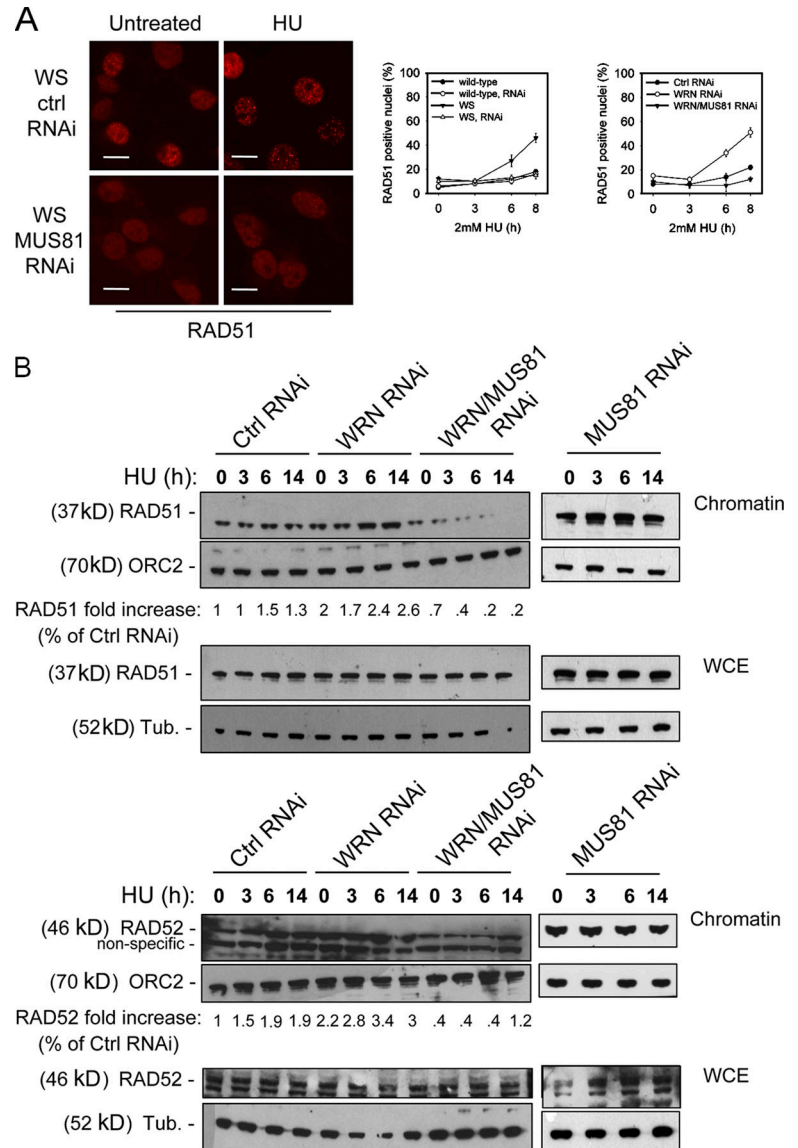 A
Untreated
HU
WS
ctrl
RNAi
WS
MUS81
RNAi
RAD51
RAD51 positive nuclei (%)
100
80
60
40
20
0
wild-type
wild-type, RNAi
WS
WS, RNAi
0 3 6 8
2mM HU (h)
RAD51 positive nuclei (%)
100
80
60
40
20
0
Ctrl RNAi
WRN RNAi
WRN/MUS81 RNAi
0 3 6 8
2mM HU (h)
B
Ctrl RNAi
WRN RNAi
WRN/MUS81
RNAi
MUS81 RNAi
HU (h): 0 3 6 14 0 3 6 14 0 3 6 14 0 3 6 14
(37kD) RAD51 -
Chromatin
(70kD) ORC2 -
RAD51 fold increase: 1 1 1.5 1.3 2 1.7 2.4 2.6 .7 .4 .2 .2
(% of Ctrl RNAi)
(37kD) RAD51 -
WCE
(52kD) Tub. -
Ctrl RNAi
WRN RNAi
WRN/MUS81
RNAi
MUS81 RNAi
HU (h): 0 3 6 14 0 3 6 14 0 3 6 14 0 3 6 14
(46 kD) RAD52 -
Chromatin
non-specific -
(70 kD) ORC2 -
RAD52 fold increase: 1 1.5 1.9 1.9 2.2 2.8 3.4 3 .4 .4 .4 1.2
(% of Ctrl RNAi)
(46 kD) RAD52 -
WCE
(52 kD) Tub. -